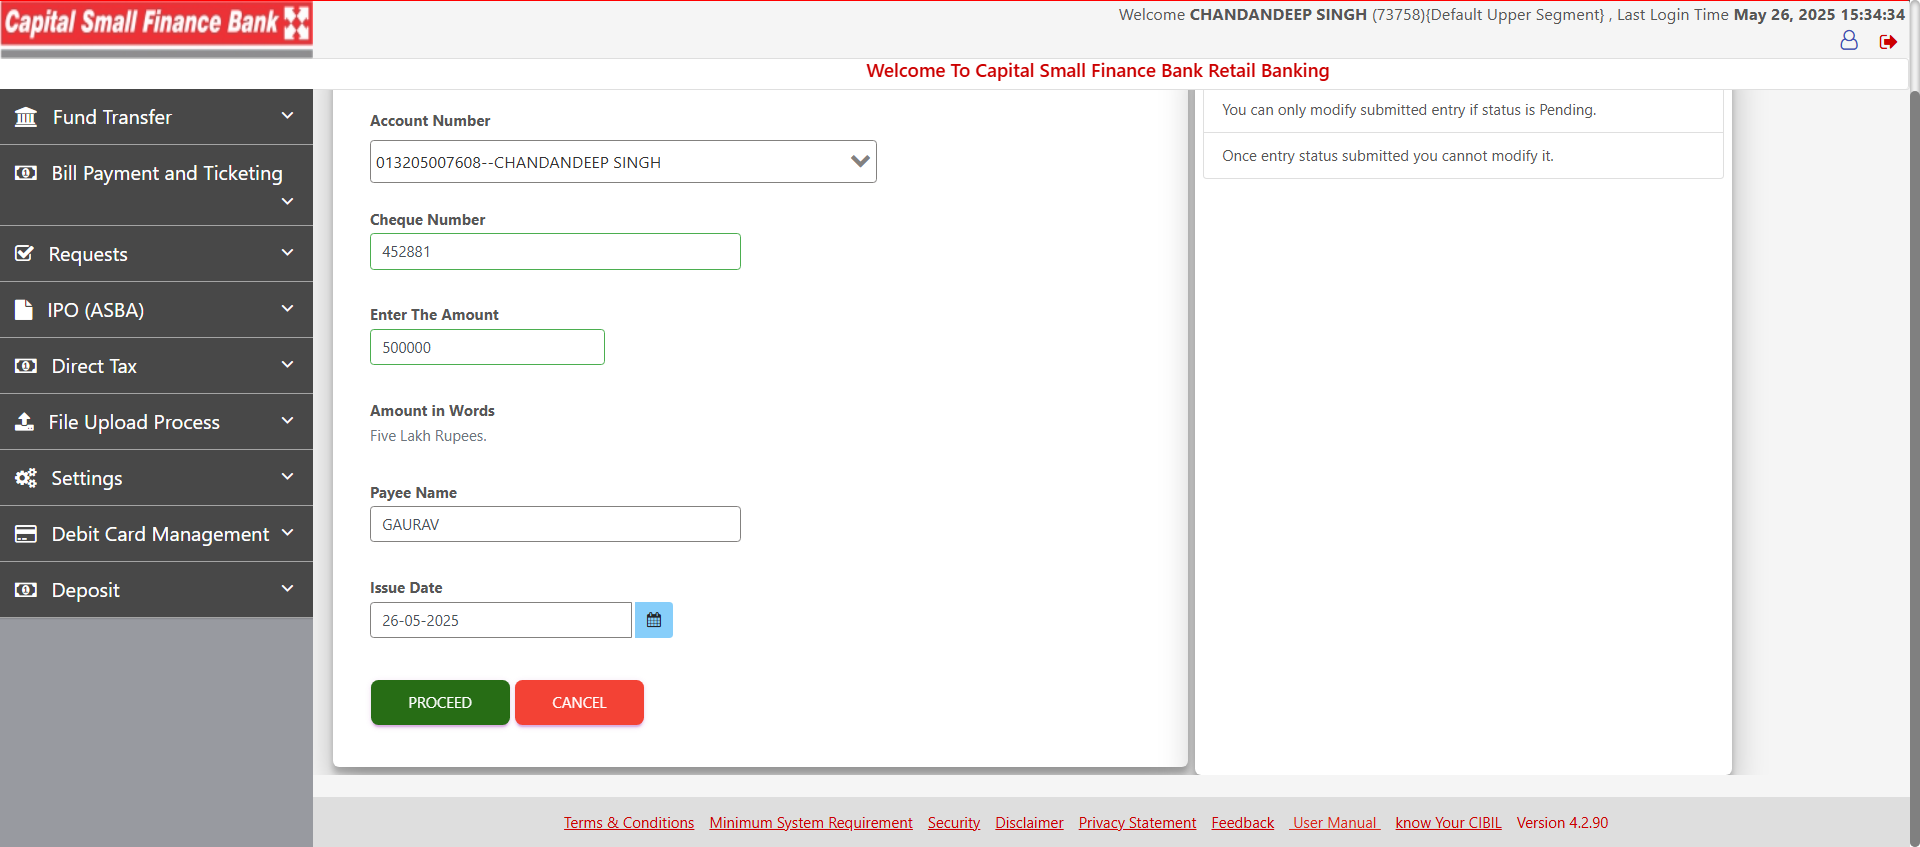 Capital Small Finance Bank
Welcome CHANDANDEEP SINGH (73758){Default Upper Segment} , Last Login Time May 26, 2025 15:34:34
Welcome To Capital Small Finance Bank Retail Banking
Fund Transfer
Bill Payment and Ticketing
Requests
IPO (ASBA)
Direct Tax
File Upload Process
Settings
Debit Card Management
Deposit
Account Number
013205007608--CHANDANDEEP SINGH
Cheque Number
452881
Enter The Amount
500000
Amount in Words
Five Lakh Rupees.
Payee Name
GAURAV
Issue Date
26-05-2025
PROCEED CANCEL
You can only modify submitted entry if status is Pending.
Once entry status submitted you cannot modify it.
Terms & Conditions Minimum System Requirement Security Disclaimer Privacy Statement Feedback User Manual know Your CIBIL Version 4.2.90